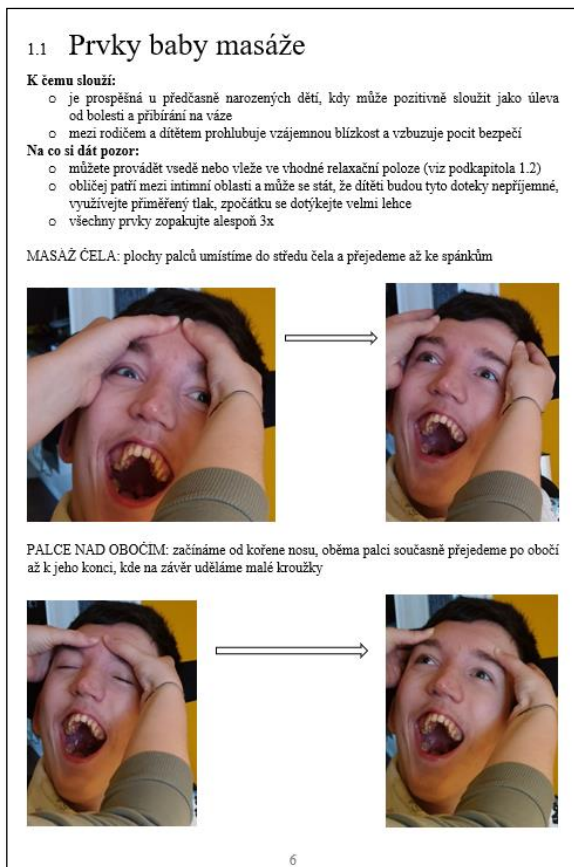 1.1 Prvky baby masáže
K čemu slouží:
o je prospěšná u předčasně narozených dětí, kdy může pozitivně sloužit jako úleva
od bolesti a přibírání na váze
o mezi rodičem a dítětem prohlubuje vzájemnou blízkost a vzbuzuje pocit bezpečí
Na co si dát pozor:
o můžete provádět vsedě nebo vleže ve vhodné relaxační poloze (viz podkapitola 1.2)
o obličej patří mezi intimní oblasti a může se stát, že dítěti budou tyto doteky nepříjemné,
využívejte přiměřený tlak, zpočátku se dotýkejte velmi lehce
o všechny prvky zopakujte alespoň 3x
MASÁŽ ČELA: plochy palců umístíme do středu čela a přejedeme až ke spánkům
PALCE NAD OBOČÍM: začínáme od kořene nosu, oběma palci současně přejedeme po obočí
až k jeho konci, kde na závěr uděláme malé kroužky
6